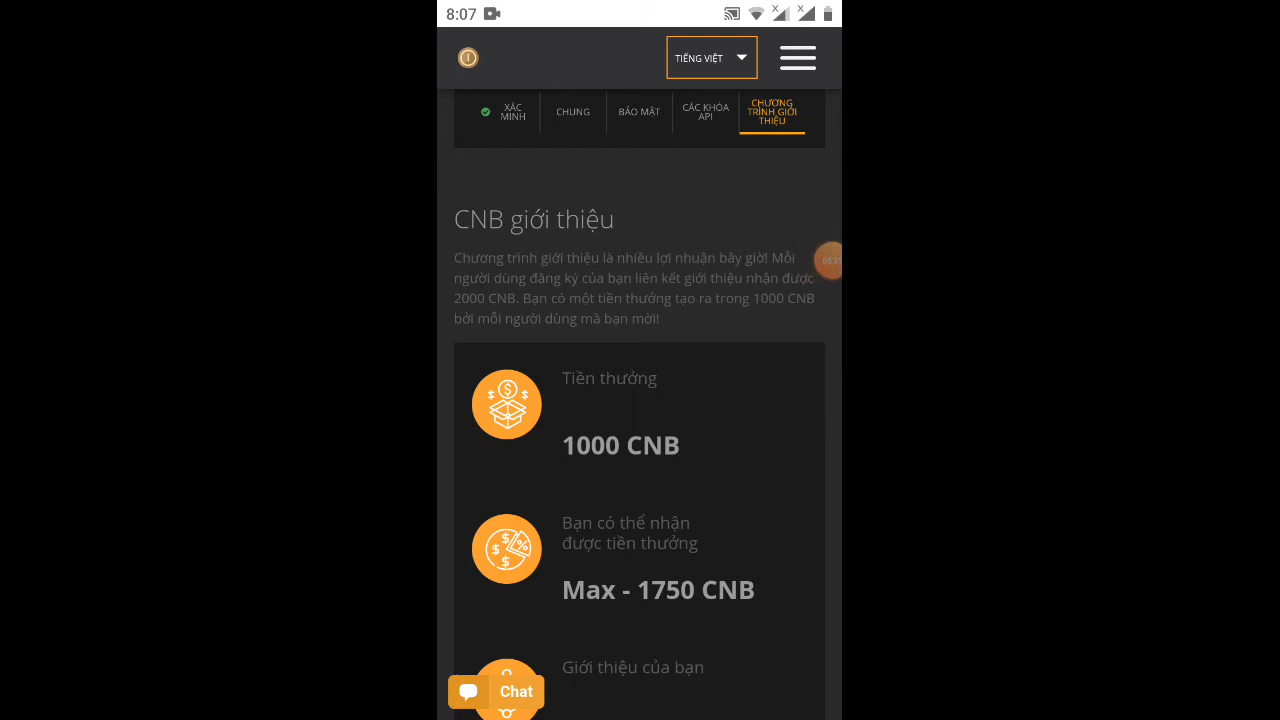 8:07
TIẾNG VIỆT
XÁC
MINH
CHUNG
BẢO MẬT
CÁC KHÓA
API
CHƯƠNG
TRÌNH GIỚI
THIỆU
CNB giới thiệu
Chương trình giới thiệu là nhiều lợi nhuận bây giờ! Mỗi
người dùng đăng ký của bạn liên kết giới thiệu nhận được
2000 CNB. Bạn có một tiền thưởng tạo ra trong 1000 CNB
bởi mỗi người dùng mà bạn mời!
Tiền thưởng
1000 CNB
Bạn có thể nhận
được tiền thưởng
Max - 1750 CNB
Giới thiệu của bạn
Chat